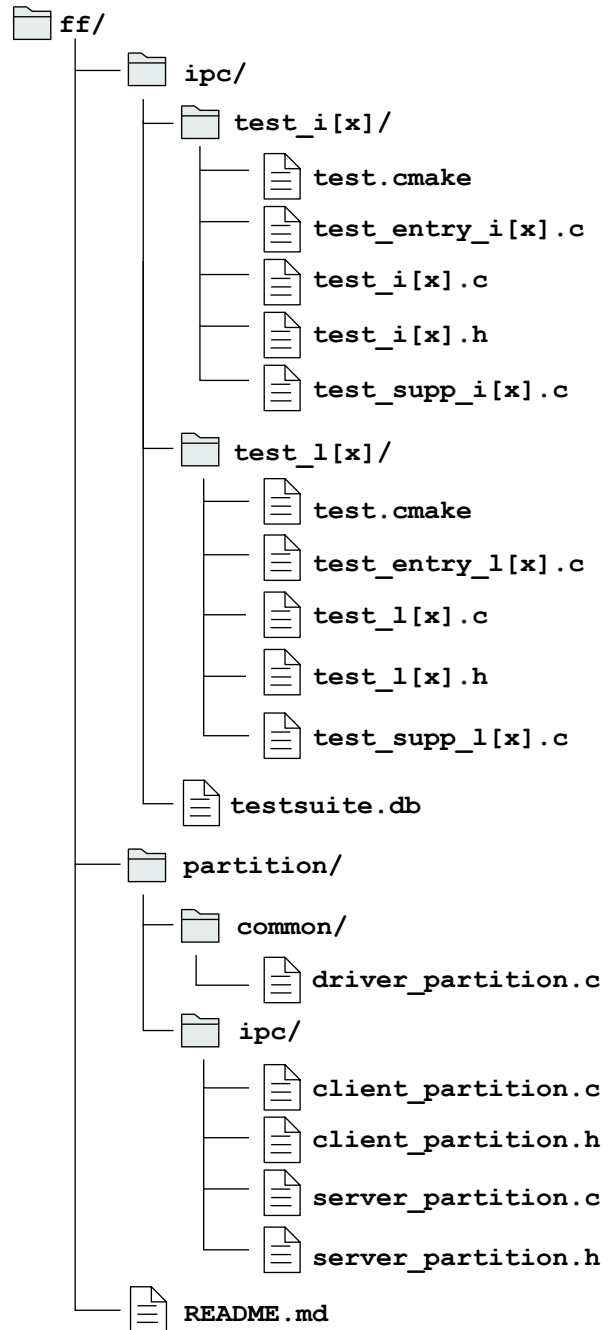 ff/
ipc/
test_i[x]/
test.cmake
test_entry_i[x].c
test_i[x].c
test_i[x].h
test_supp_i[x].c
test_l[x]/
test.cmake
test_entry_l[x].c
test_l[x].c
test_l[x].h
test_supp_l[x].c
testsuite.db
partition/
common/
driver_partition.c
ipc/
client_partition.c
client_partition.h
server_partition.c
server_partition.h
README.md